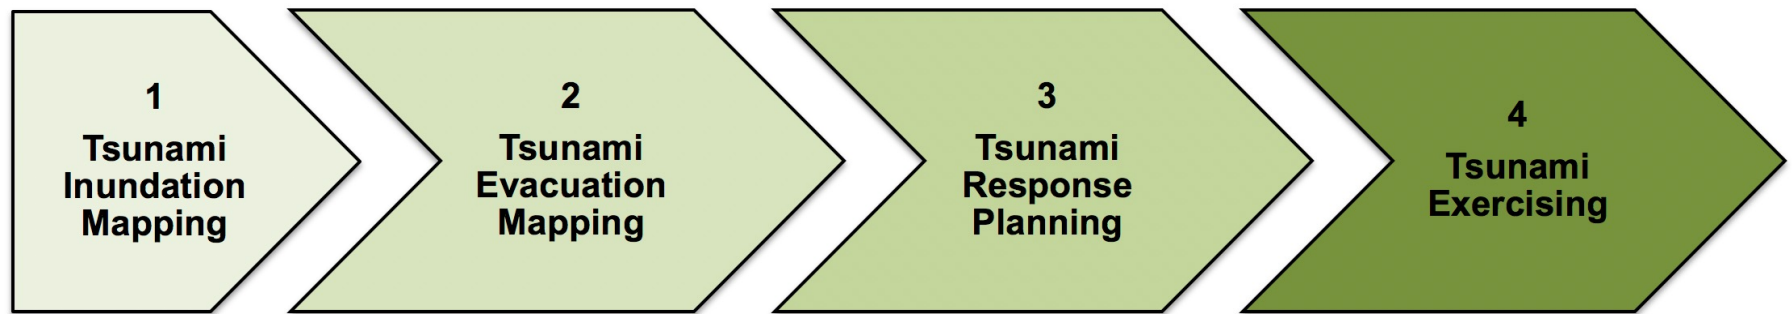 1
Tsunami
Inundation
Mapping
2
Tsunami
Evacuation
Mapping
3
Tsunami
Response
Planning
4
Tsunami
Exercising